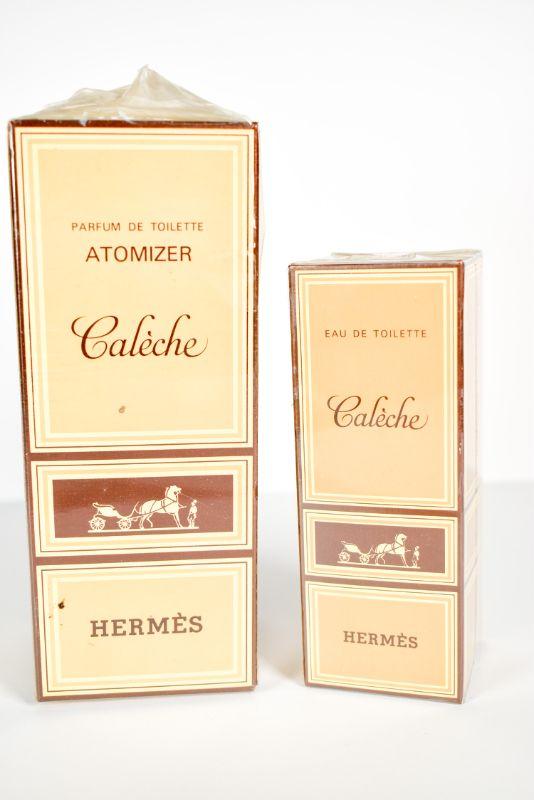 PARFUM DE TOILETTE
ATOMIZER
Calèche
HERMÈS
EAU DE TOILETTE
Calèche
HERMÈS